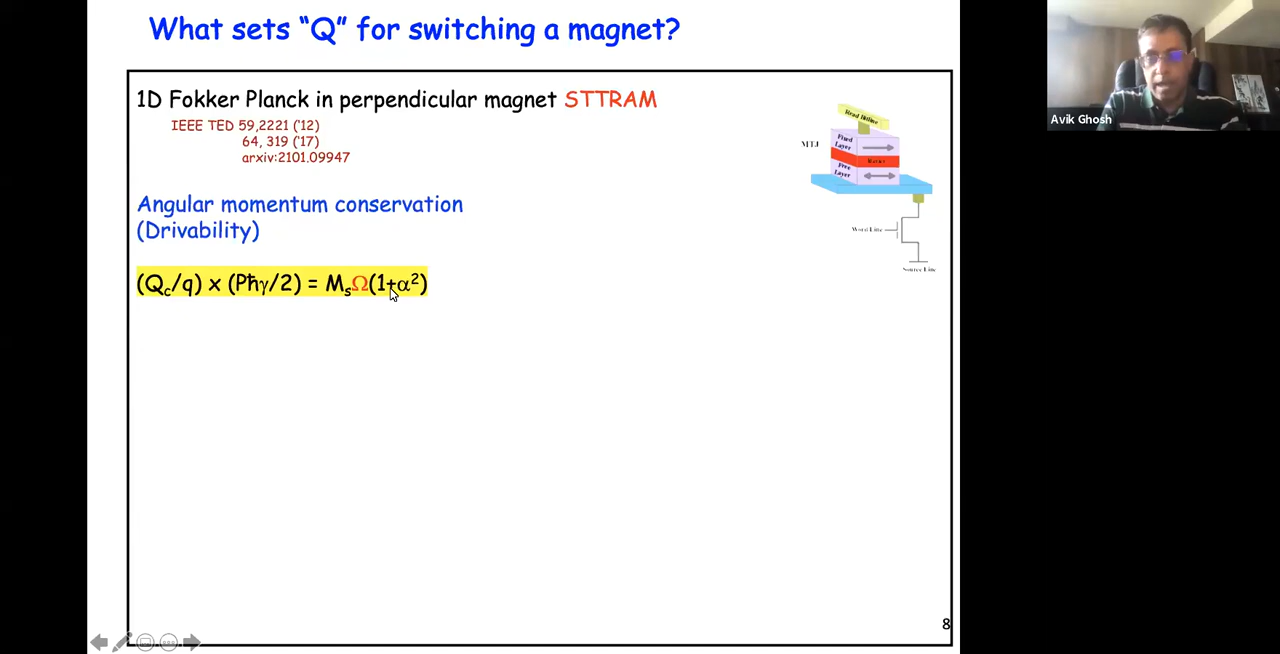 What sets “Q” for switching a magnet?
1D Fokker Planck in perpendicular magnet STTRAM
IEEE TED 59,2221 (‘12)
64, 319 (‘17)
arxiv:2101.09947
Angular momentum conservation
(Drivability)
(Qc/q) x (Pħγ/2) = MsΩ(1+α²)
MTJ
Fixed
Layer
Free
Layer
Word Line
Source Line
8
Avik Ghosh